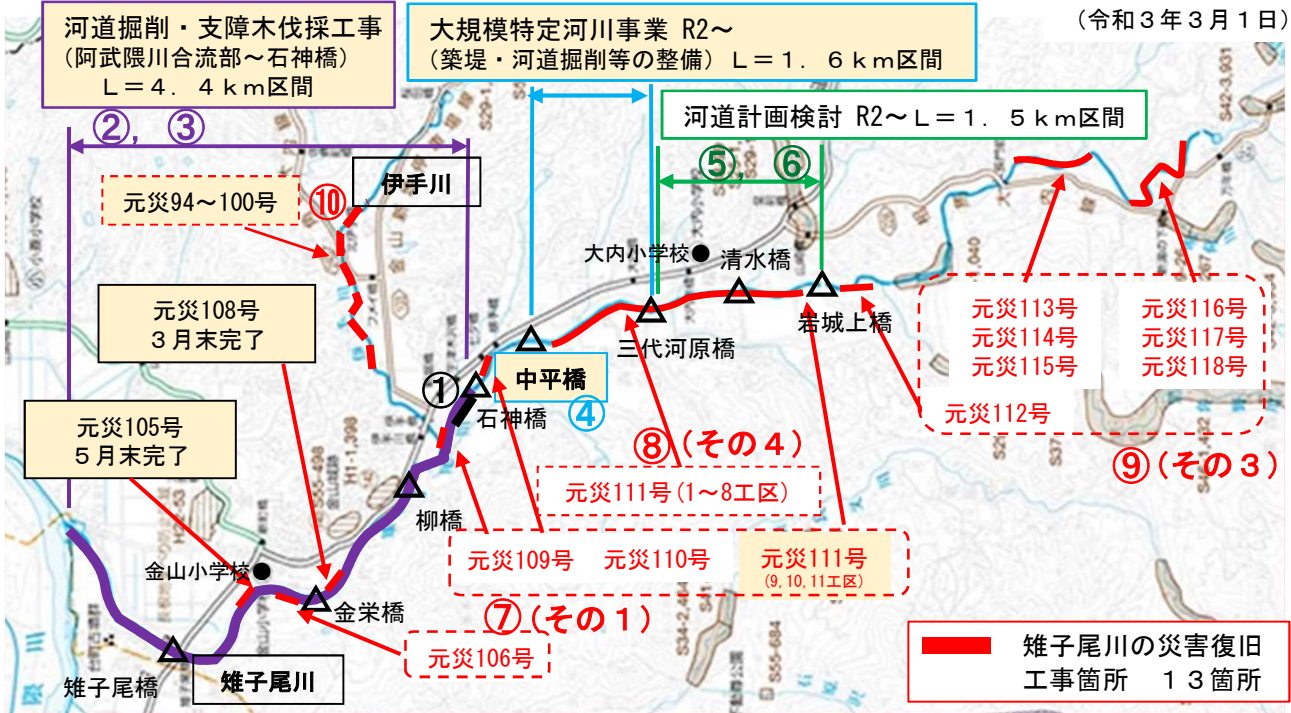 (令和３年３月１日)
河道掘削・支障木伐採工事
(阿武隈川合流部～石神橋)
Ｌ＝４．４ｋｍ区間
大規模特定河川事業 R2～
(築堤・河道掘削等の整備) Ｌ＝１．６ｋｍ区間
河道計画検討 R2～Ｌ＝１．５ｋｍ区間
②, ③
⑤, ⑥
伊手川
元災94～100号
⑩
大内小学校
清水橋
岩城上橋
三代河原橋
元災108号
３月末完了
中平橋
④
①
石神橋
元災113号
元災114号
元災115号
元災116号
元災117号
元災118号
元災112号
⑨(その３)
元災105号
５月末完了
⑧(その４)
元災111号(1～8工区)
柳橋
元災109号
元災110号
元災111号
(9,10,11工区)
金山小学校
金栄橋
⑦(その１)
元災106号
雉子尾橋
雉子尾川
雉子尾川の災害復旧
工事箇所　１３箇所
H1-1,398
S55-498
S55-684